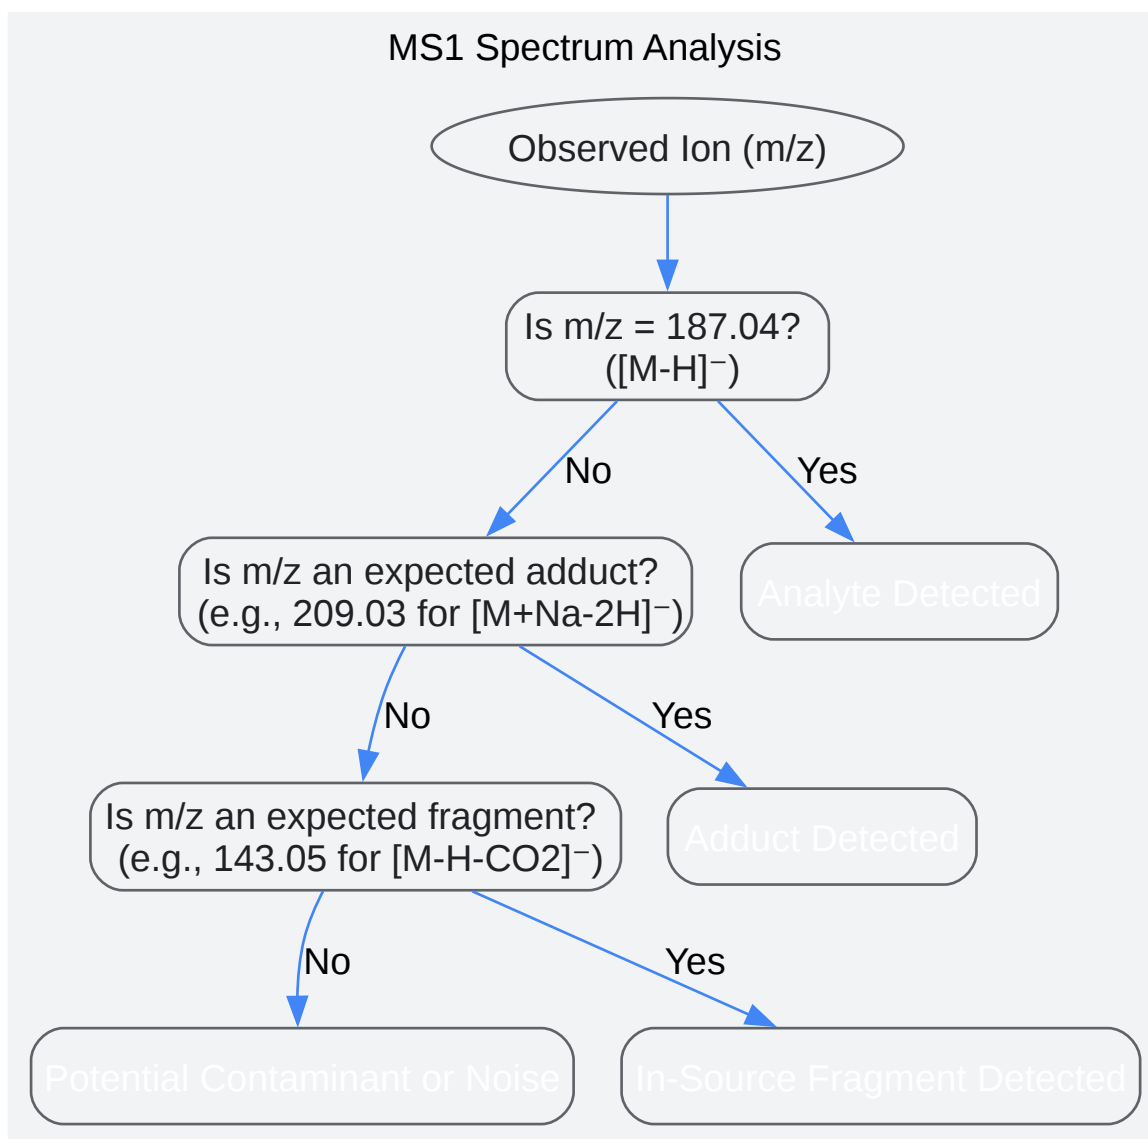 MS1 Spectrum Analysis
Observed Ion (m/z)
Is m/z = 187.04?
([M-H]⁻)
No
Yes
Is m/z an expected adduct?
(e.g., 209.03 for [M+Na-2H]⁻)
Analyte Detected
No
Yes
Is m/z an expected fragment?
(e.g., 143.05 for [M-H-CO2]⁻)
Adduct Detected
No
Yes
Potential Contaminant or Noise
In-Source Fragment Detected